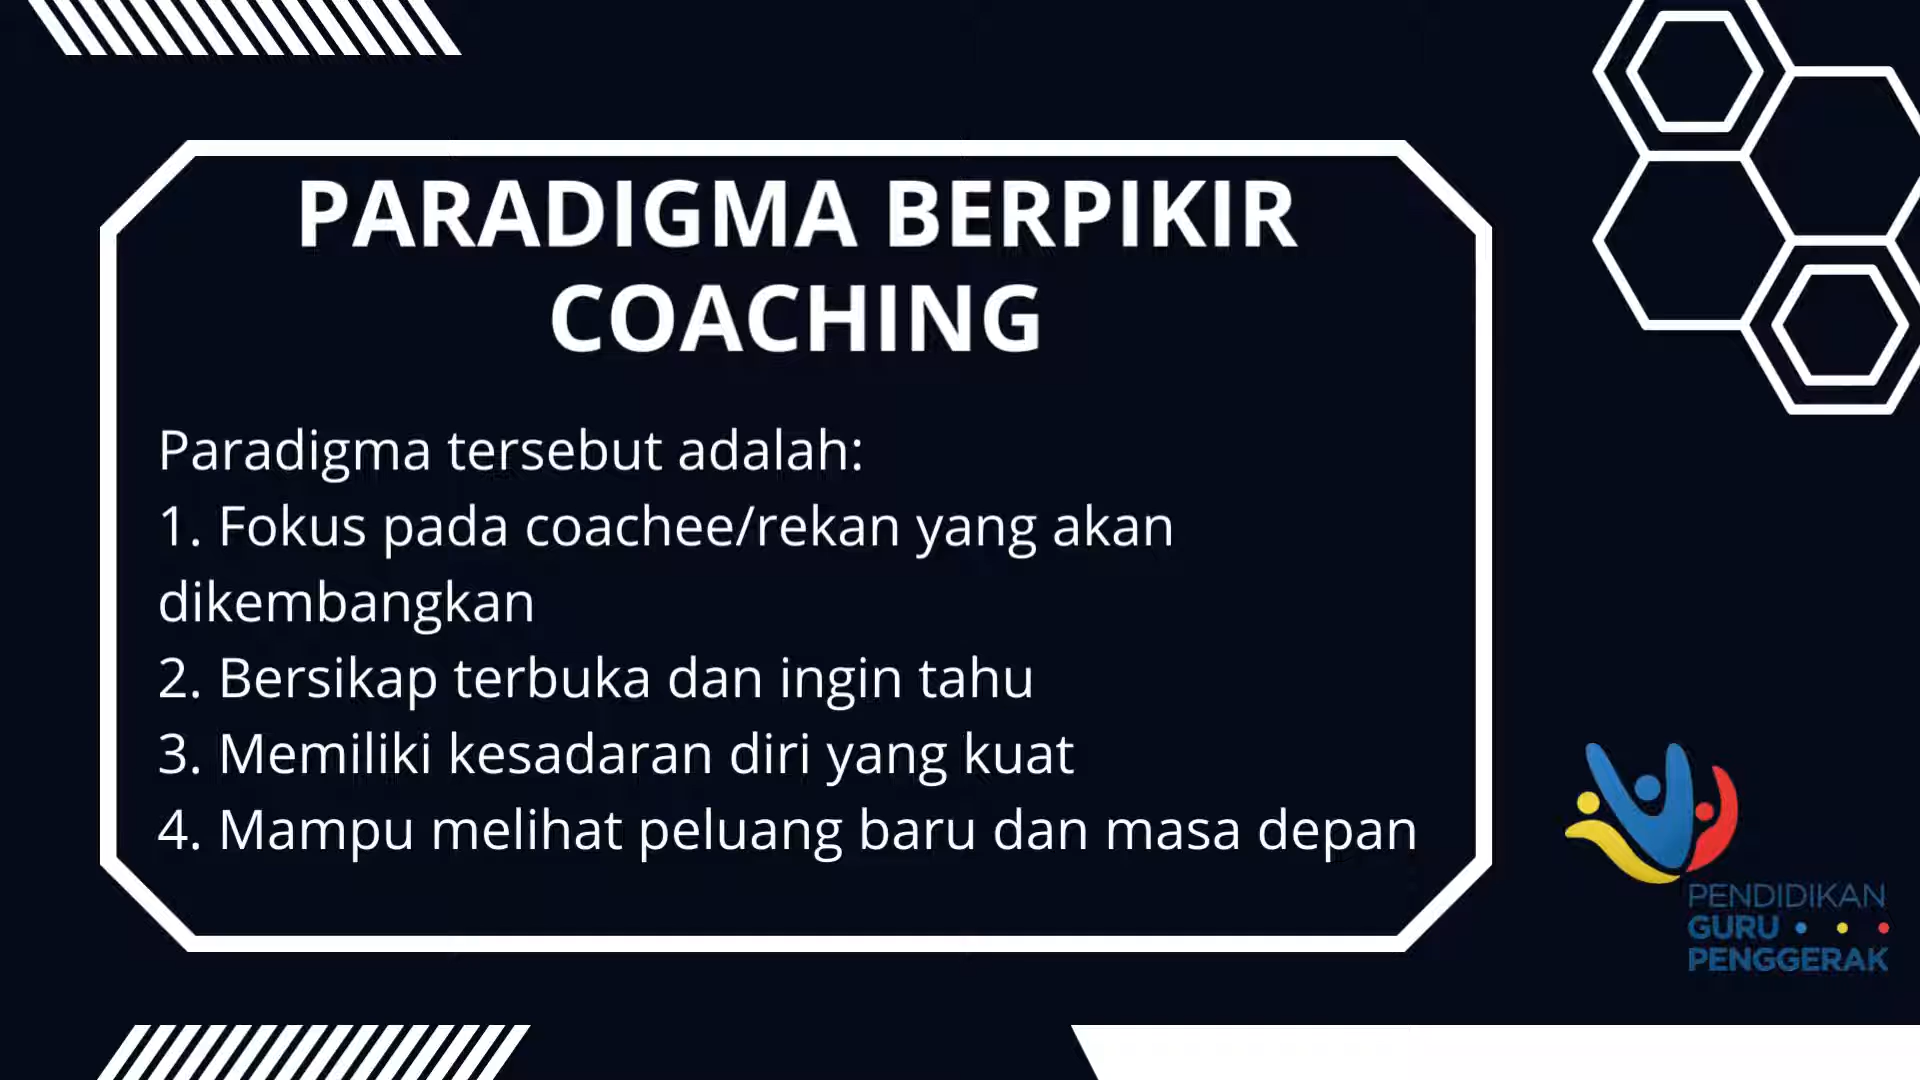 PARADIGMA BERPIKIR
COACHING
Paradigma tersebut adalah:
1. Fokus pada coachee/rekan yang akan
dikembangkan
2. Bersikap terbuka dan ingin tahu
3. Memiliki kesadaran diri yang kuat
4. Mampu melihat peluang baru dan masa depan
PENDIDIKAN
GURU
PENGGERAK